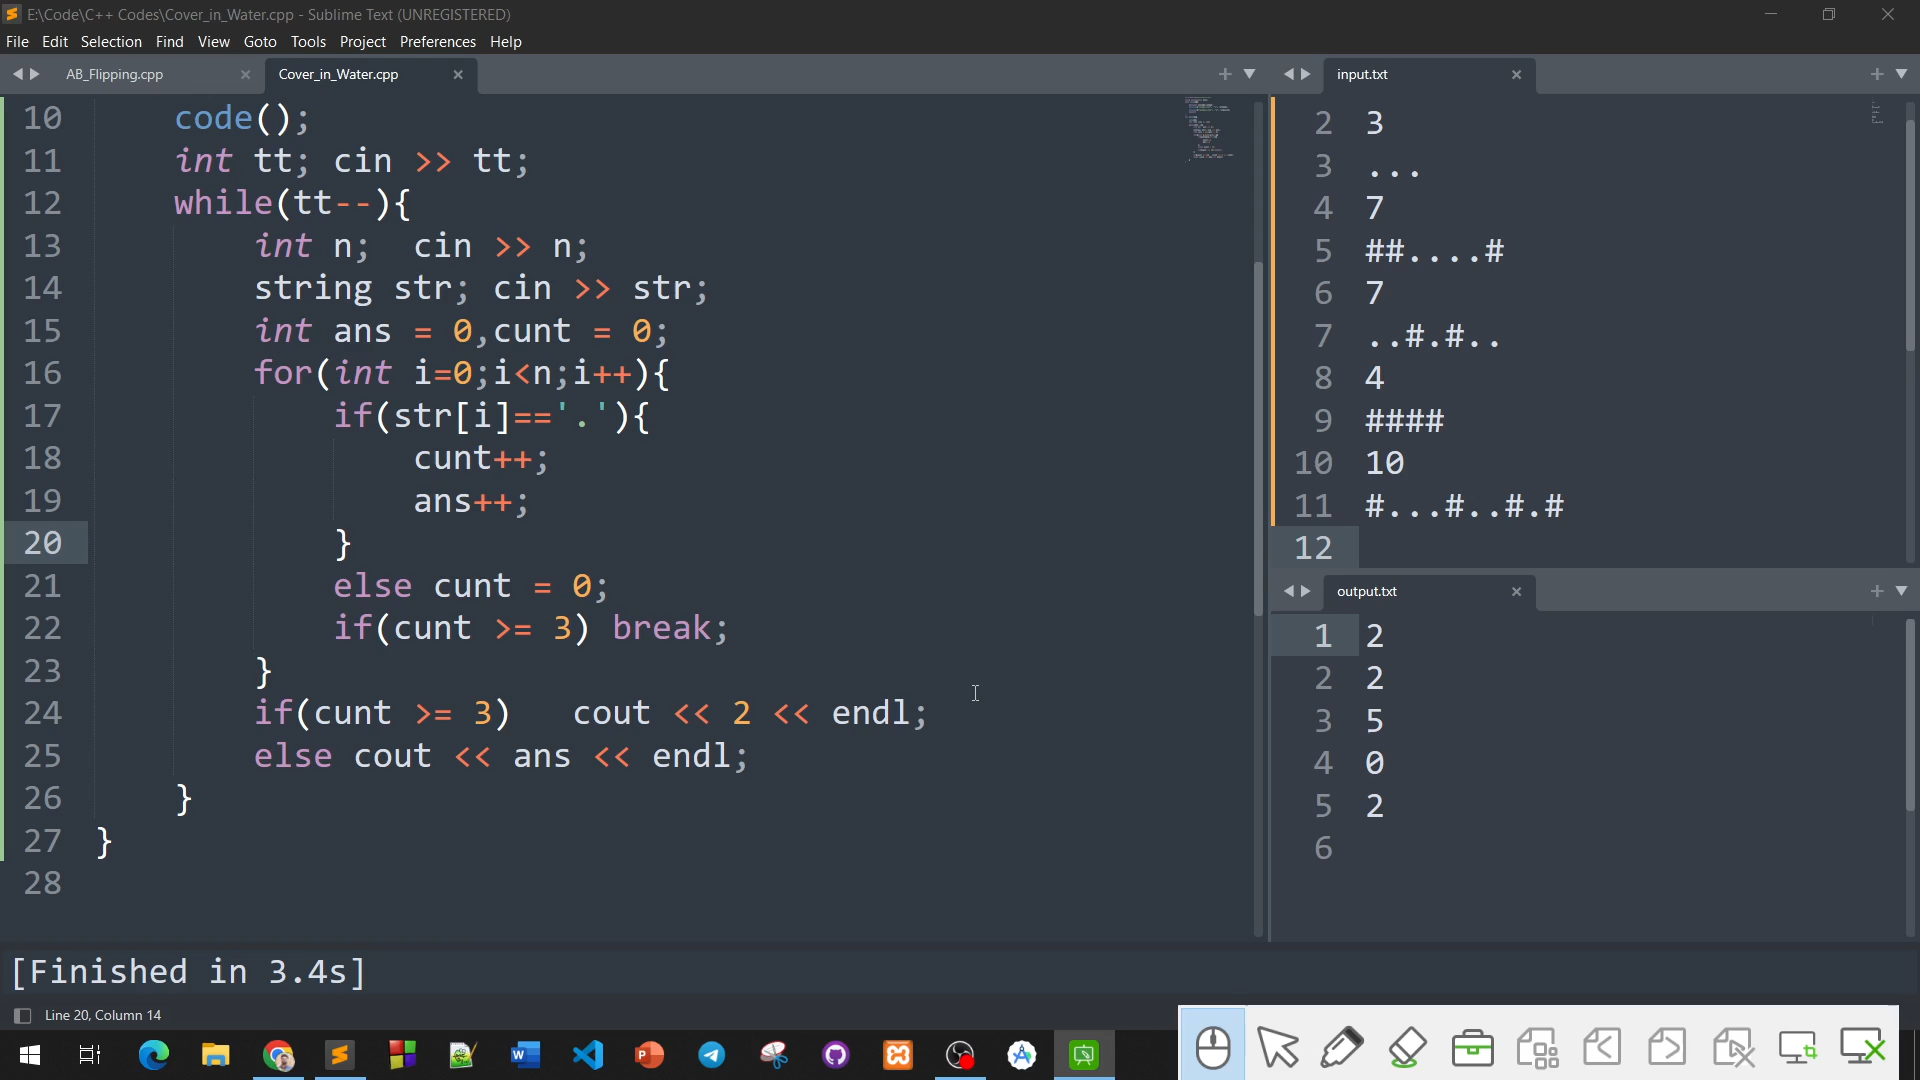 E:\Code\C++ Codes\Cover_in_Water.cpp - Sublime Text (UNREGISTERED)
File Edit Selection Find View Goto Tools Project Preferences Help
AB_Flipping.cpp
Cover_in_Water.cpp
10 code();
11 int tt; cin >> tt;
12 while(tt--){
13 int n; cin >> n;
14 string str; cin >> str;
15 int ans = 0,cunt = 0;
16 for(int i=0;i<n;i++){
17 if(str[i]=='.'){
18 cunt++;
19 ans++;
20 }
21 else cunt = 0;
22 if(cunt >= 3) break;
23 }
24 if(cunt >= 3) cout << 2 << endl;
25 else cout << ans << endl;
26 }
27 }
28
input.txt
2 3
3 ...
4 7
5 ##....#
6 7
7 ..#.#..
8 4
9 ####
10 10
11 #...#..#.#
12
output.txt
1 2
2 2
3 5
4 0
5 2
6
[Finished in 3.4s]
Line 20, Column 14